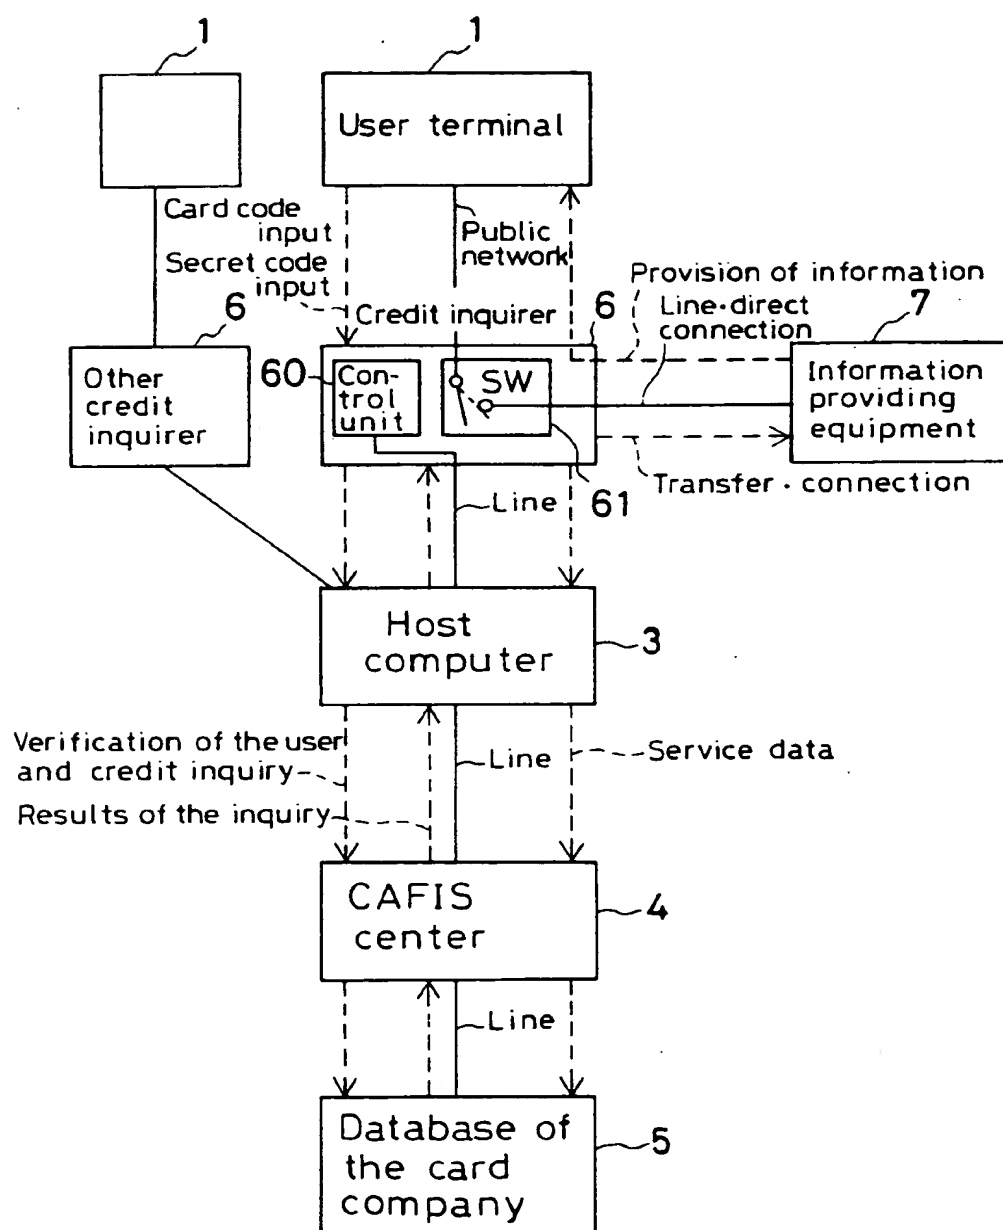 1
1
User terminal
Card code
input
Secret code
input
Public
network
Provision of information
Line·direct
connection
6
Credit inquirer
6
7
Other
credit
inquirer
60
Con-
trol
unit
SW
Information
providing
equipment
61
Transfer · connection
Line
Host
computer
3
Verification of the user
and credit inquiry
Line
Service data
Results of the inquiry
CAFIS
center
4
Line
Database of
the card
company
5